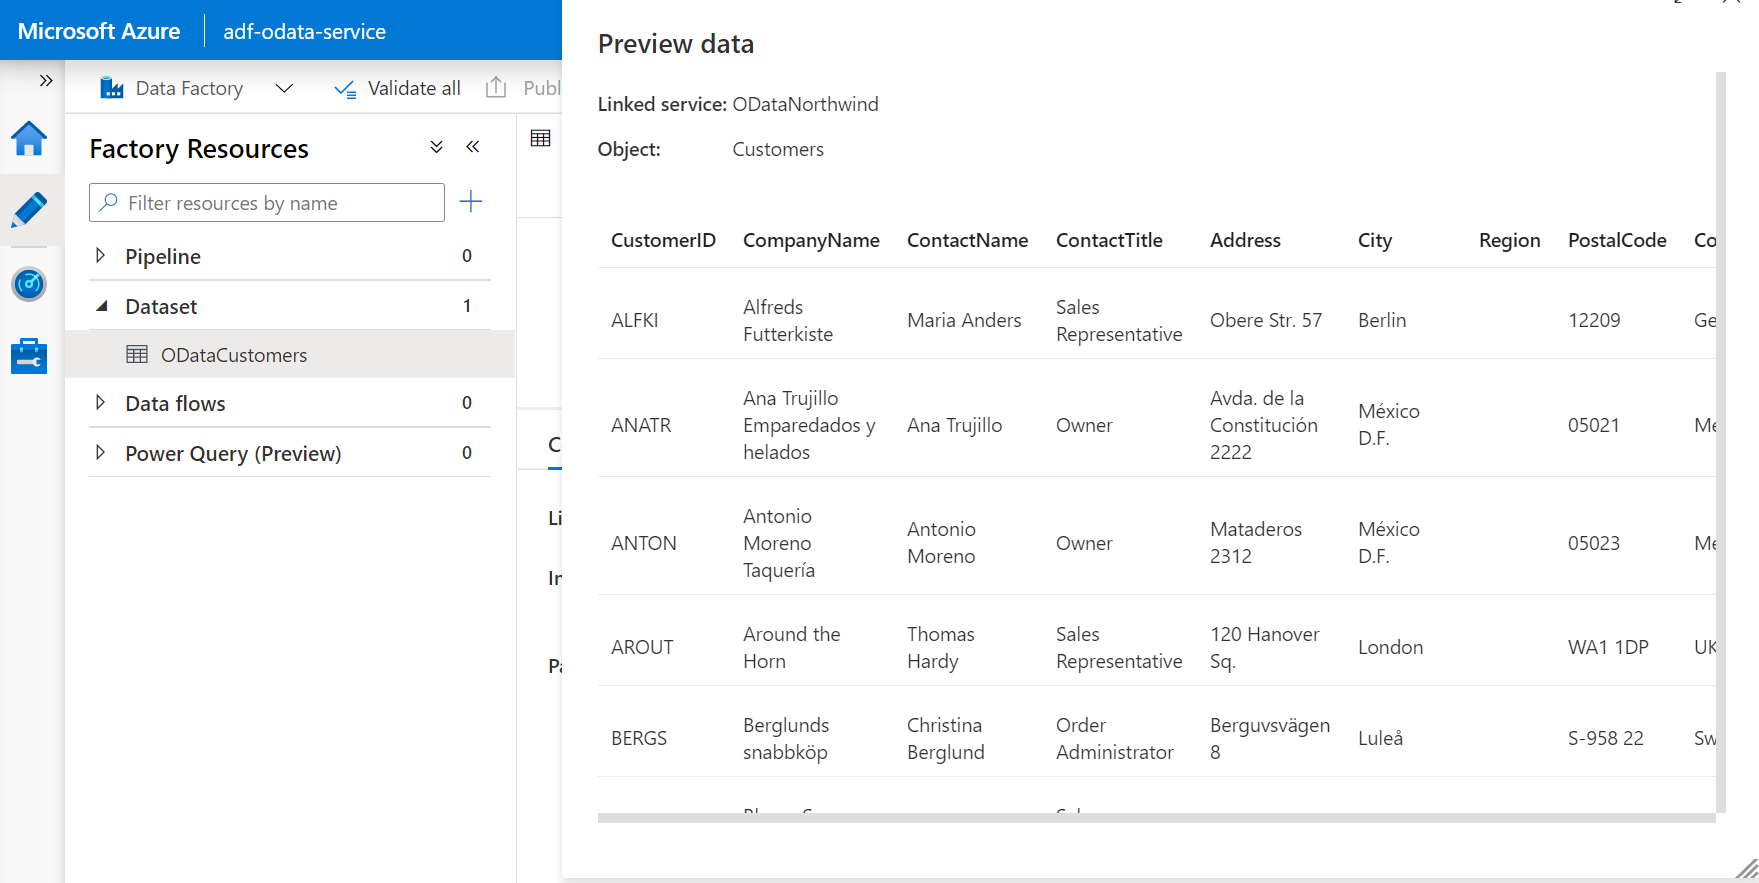 Microsoft Azure
adf-odata-service
Data Factory
Validate all
Publ
Factory Resources
Filter resources by name
Pipeline 0
Dataset 1
ODataCustomers
Data flows 0
Power Query (Preview) 0
C
Li
In
Pa
Preview data
Linked service: ODataNorthwind
Object: Customers
CustomerID CompanyName ContactName ContactTitle Address City Region PostalCode Co
ALFKI
Alfreds
Futterkiste
Maria Anders
Sales
Representative
Obere Str. 57
Berlin
12209
Ge
ANATR
Ana Trujillo
Emparedados y
helados
Ana Trujillo
Owner
Avda. de la
Constitución
2222
México
D.F.
05021
Me
ANTON
Antonio
Moreno
Taquería
Antonio
Moreno
Owner
Mataderos
2312
México
D.F.
05023
Me
AROUT
Around the
Horn
Thomas
Hardy
Sales
Representative
120 Hanover
Sq.
London
WA1 1DP
UK
BERGS
Berglunds
snabbköp
Christina
Berglund
Order
Administrator
Berguvsvägen
8
Luleå
S-958 22
Sw